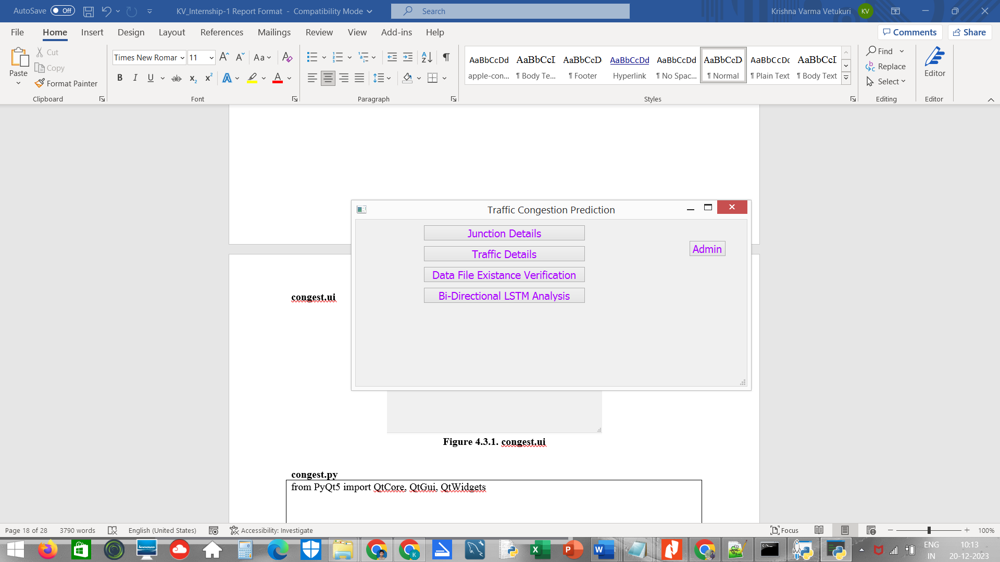 AutoSave Off KV_Internship-1 Report Format - Compatibility Mode Search Krishna Varma Vetukuri KV
File Home Insert Design Layout References Mailings Review View Add-ins Help Comments Share
Paste Cut Copy Format Painter Clipboard
Times New Romar 11 Aa
B I U ab x₂ x² A A
Font
Paragraph
AaBbCcDd AaBbCcI AaBbCcD AaBbCcDd AaBbCcDd AaBbCcD AaBbCcDc AaBbCcI
apple-con... ¶ Body Te... ¶ Footer Hyperlink ¶ No Spac... ¶ Normal ¶ Plain Text ¶ Body Text
Styles
Find
Replace
Select
Editing
Editor
Editor
Traffic Congestion Prediction
Junction Details
Admin
Traffic Details
Data File Existance Verification
Bi-Directional LSTM Analysis
congest.ui
Figure 4.3.1. congest.ui
congest.py
from PyQt5 import QtCore, QtGui, QtWidgets
Page 18 of 28 3790 words English (United States) Accessibility: Investigate Focus 100%
ENG 10:13
IN 20-12-2023